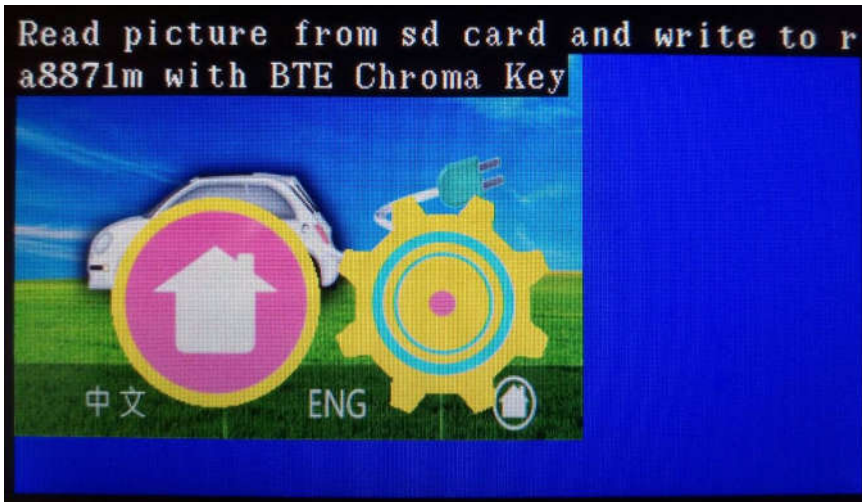 Read picture from sd card and write to r
a8871m with BTE Chroma Key
中文 ENG